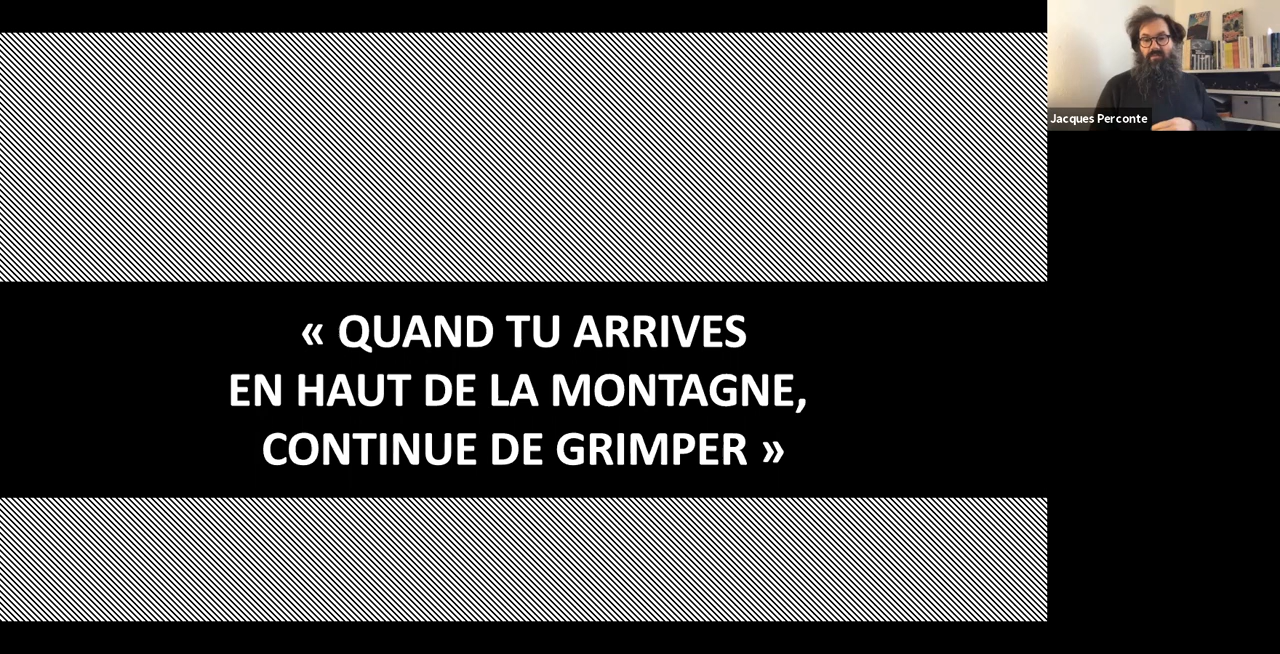 Jacques Perconte
« QUAND TU ARRIVES
EN HAUT DE LA MONTAGNE,
CONTINUE DE GRIMPER »